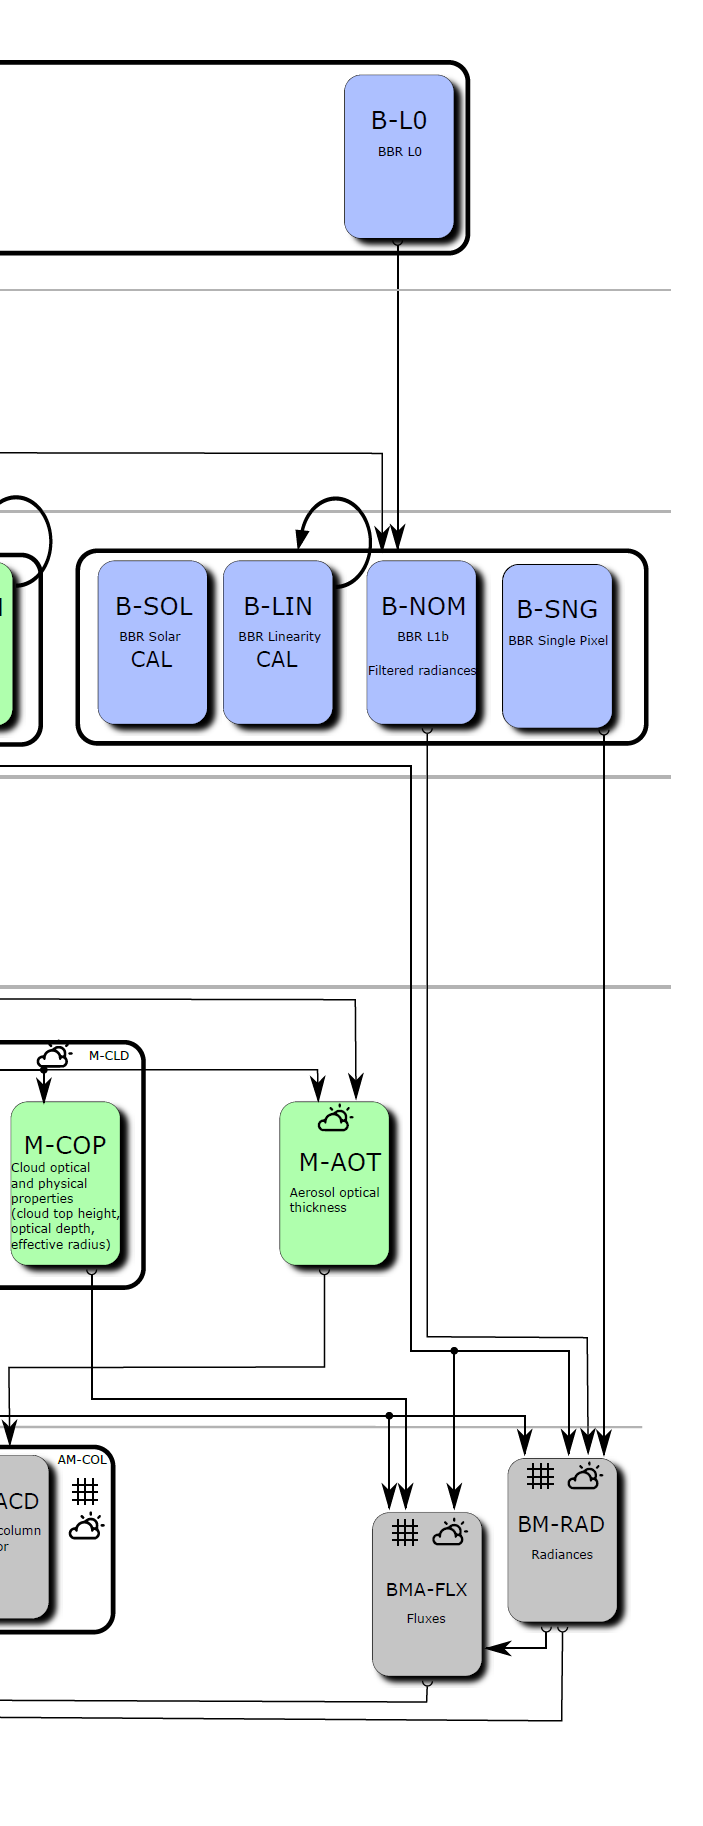 B-L0
BBR L0
B-SOL
BBR Solar
CAL
B-LIN
BBR Linearity
CAL
B-NOM
BBR L1b
Filtered radiances
B-SNG
BBR Single Pixel
M-CLD
M-COP
Cloud optical
and physical
properties
(cloud top height,
optical depth,
effective radius)
M-AOT
Aerosol optical
thickness
AM-COL
ACD
column
or
BMA-FLX
Fluxes
BM-RAD
Radiances